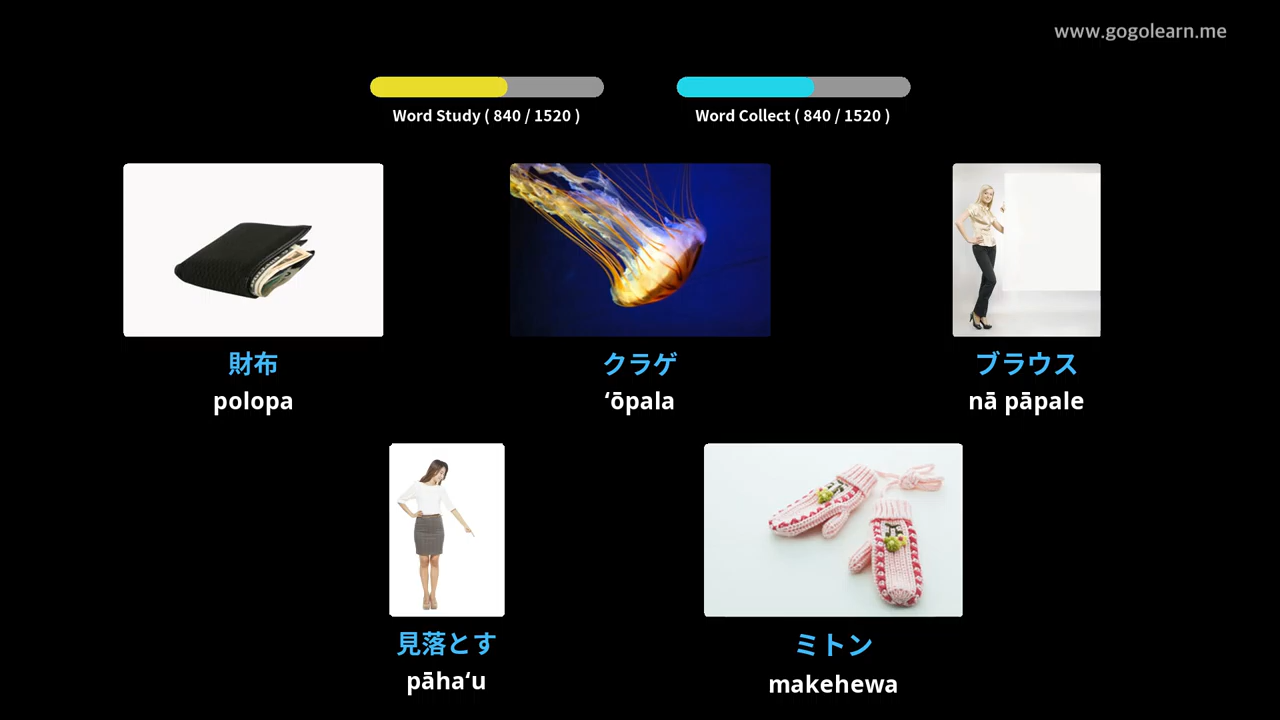 www.gogolearn.me
Word Study ( 840 / 1520 )
Word Collect ( 840 / 1520 )
財布
polopa
クラゲ
ʻōpala
ブラウス
nā pāpale
見落とす
pāhaʻu
ミトン
makehewa